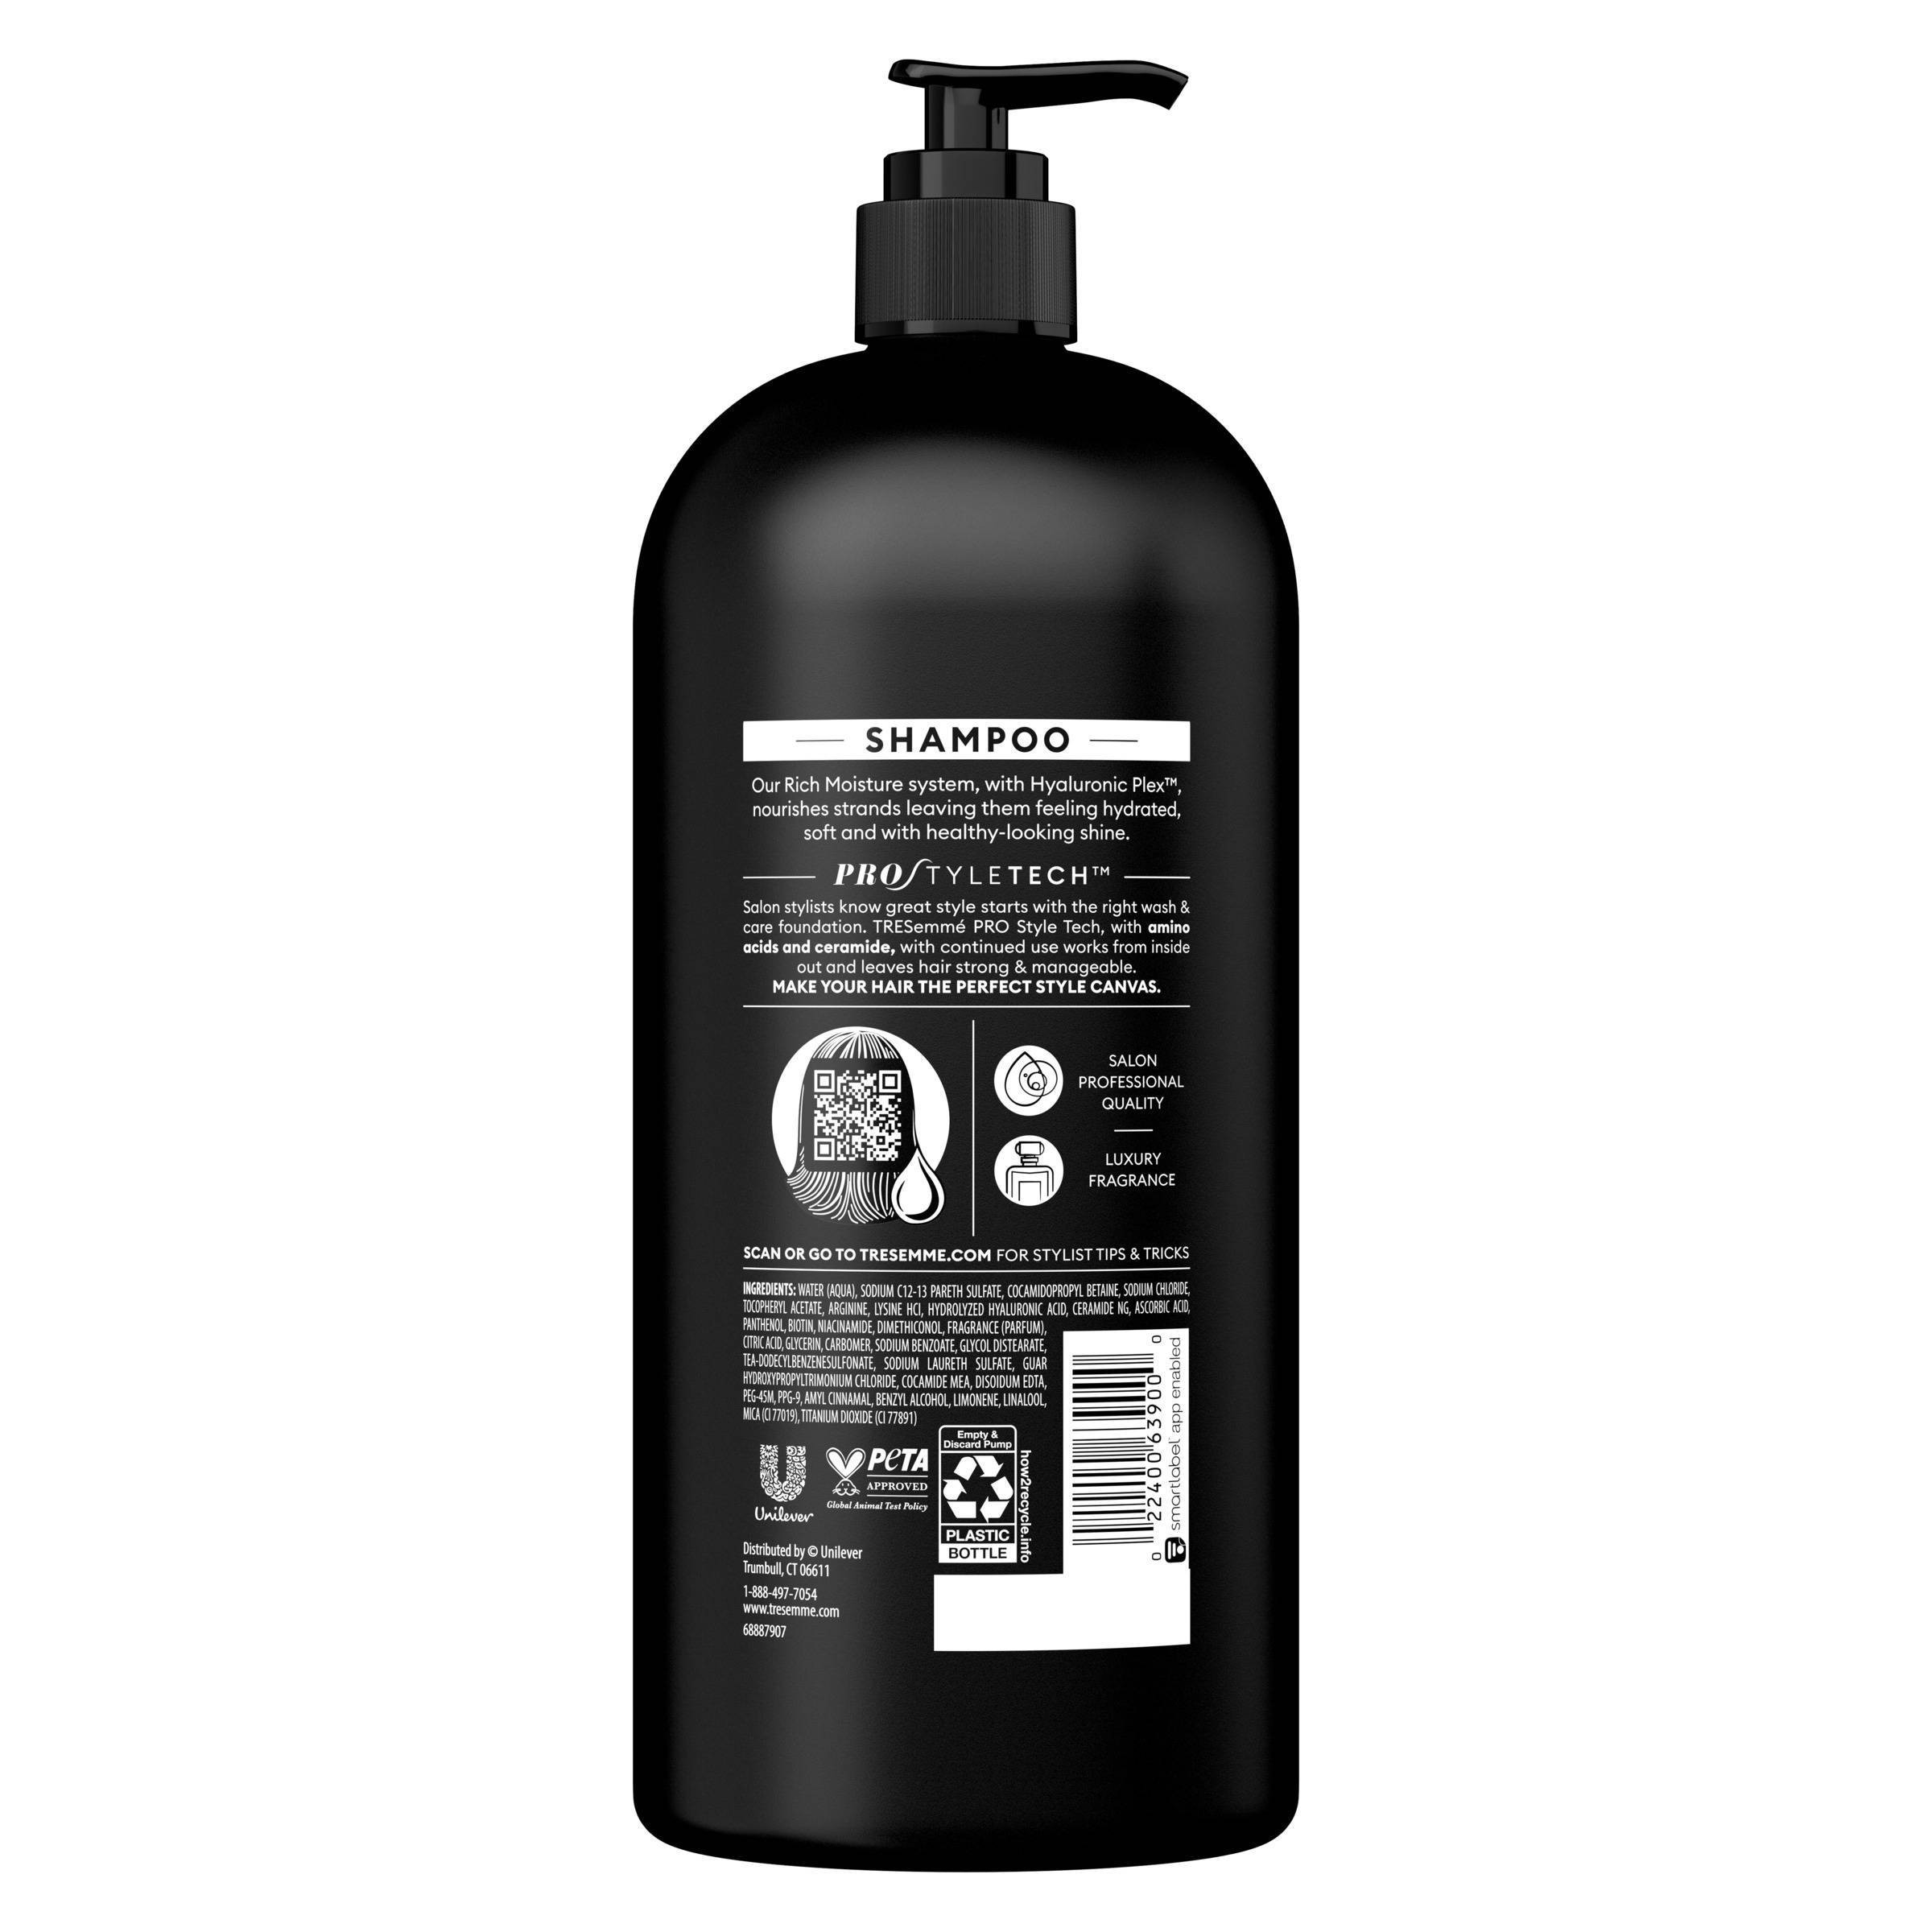 SHAMPOO
Our Rich Moisture system, with Hyaluronic Plex™,
nourishes strands leaving them feeling hydrated,
soft and with healthy-looking shine.
PROSTYLETECH™
Salon stylists know great style starts with the right wash &
care foundation. TRESemmé PRO Style Tech, with amino
acids and ceramide, with continued use works from inside
out and leaves hair strong & manageable.
MAKE YOUR HAIR THE PERFECT STYLE CANVAS.
SALON
PROFESSIONAL
QUALITY
LUXURY
FRAGRANCE
SCAN OR GO TO TRESEMME.COM FOR STYLIST TIPS & TRICKS
INGREDIENTS: WATER (AQUA), SODIUM C12-13 PARETH SULFATE, COCAMIDOPROPYL BETAINE, SODIUM CHLORIDE,
TOCOPHERYL ACETATE, ARGININE, LYSINE HCl, HYDROLYZED HYALURONIC ACID, CERAMIDE NG, ASCORBIC ACID,
PANTHENOL, BIOTIN, NIACINAMIDE, DIMETHICONOL, FRAGRANCE (PARFUM),
CITRIC ACID, GLYCERIN, CARBOMER, SODIUM BENZOATE, GLYCOL DISTEARATE,
TEA-DODECYLBENZENESULFONATE, SODIUM LAURETH SULFATE, GUAR
HYDROXYPROPYLTRIMONIUM CHLORIDE, COCAMIDE MEA, DISOIDUM EDTA,
PEG-45M, PPG-9, AMYL CINNAMAL, BENZYL ALCOHOL, LIMONENE, LINALOOL,
MICA (CI 77019), TITANIUM DIOXIDE (CI 77891)
Unilever
PETA
APPROVED
Global Animal Test Policy
Empty &
Discard Pump
PLASTIC
BOTTLE
how2recycle.info
0 22400 63900 0
smartlabel™ app enabled
Distributed by © Unilever
Trumbull, CT 06611
1-888-497-7054
www.tresemme.com
68887907